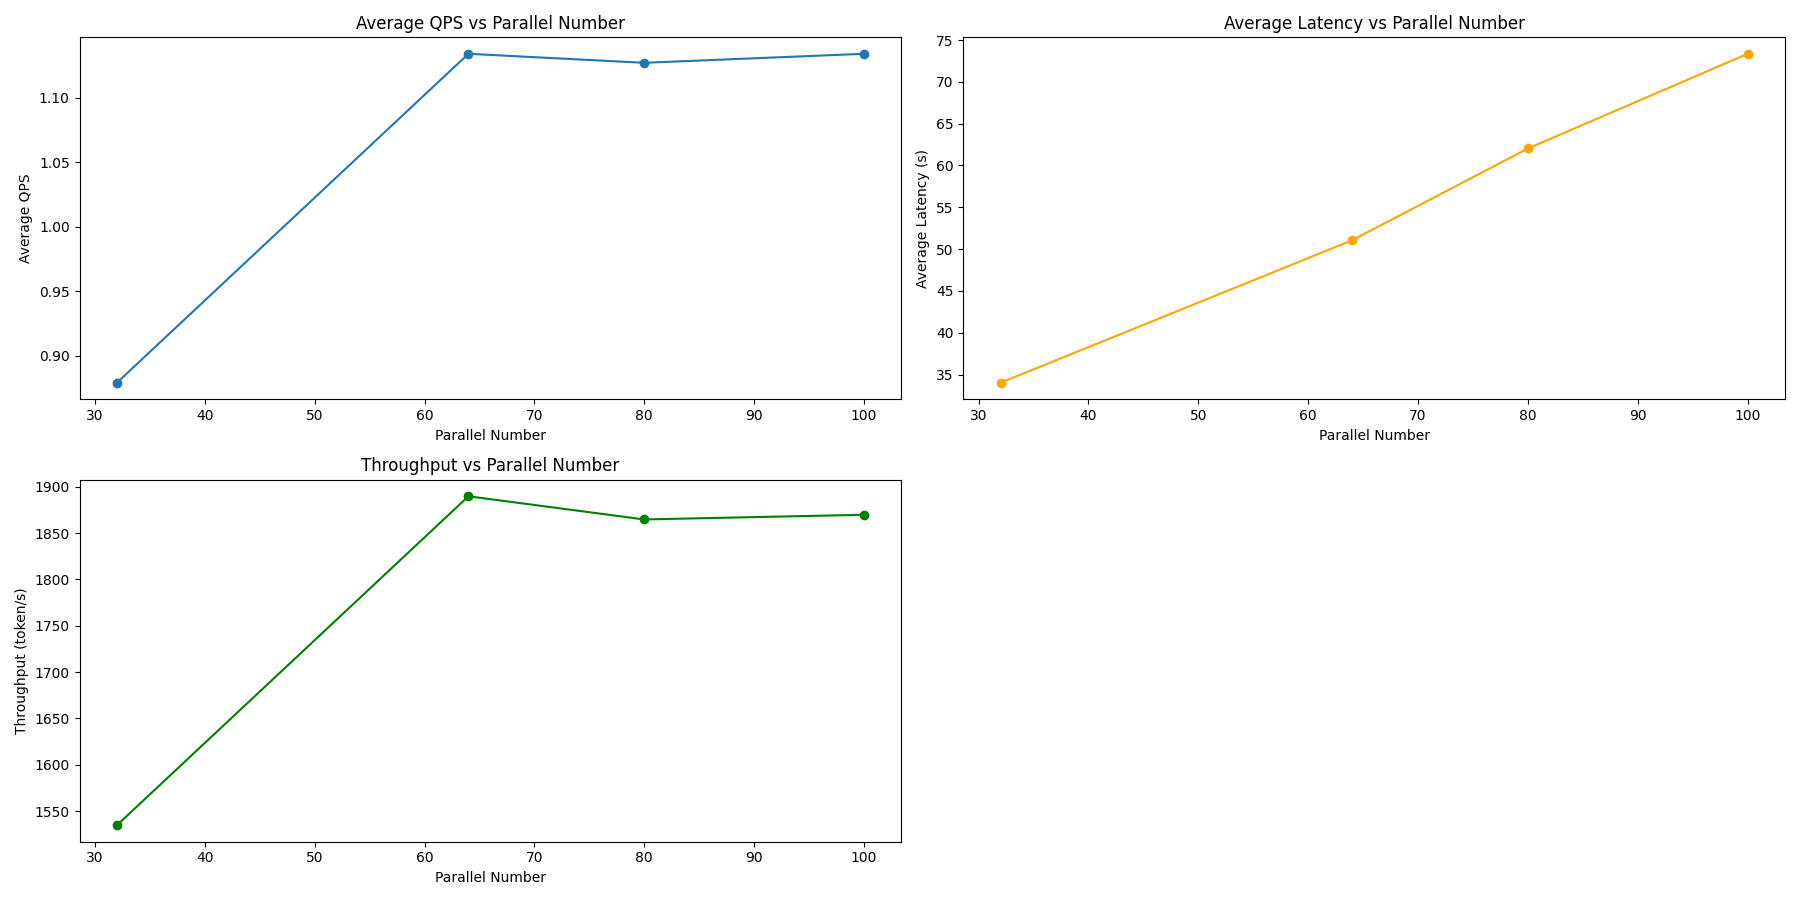 Average QPS vs Parallel Number
Average QPS
1.10
1.05
1.00
0.95
0.90
30 40 50 60 70 80 90 100
Parallel Number
Average Latency vs Parallel Number
Average Latency (s)
75
70
65
60
55
50
45
40
35
30 40 50 60 70 80 90 100
Parallel Number
Throughput vs Parallel Number
Throughput (token/s)
1900
1850
1800
1750
1700
1650
1600
1550
30 40 50 60 70 80 90 100
Parallel Number